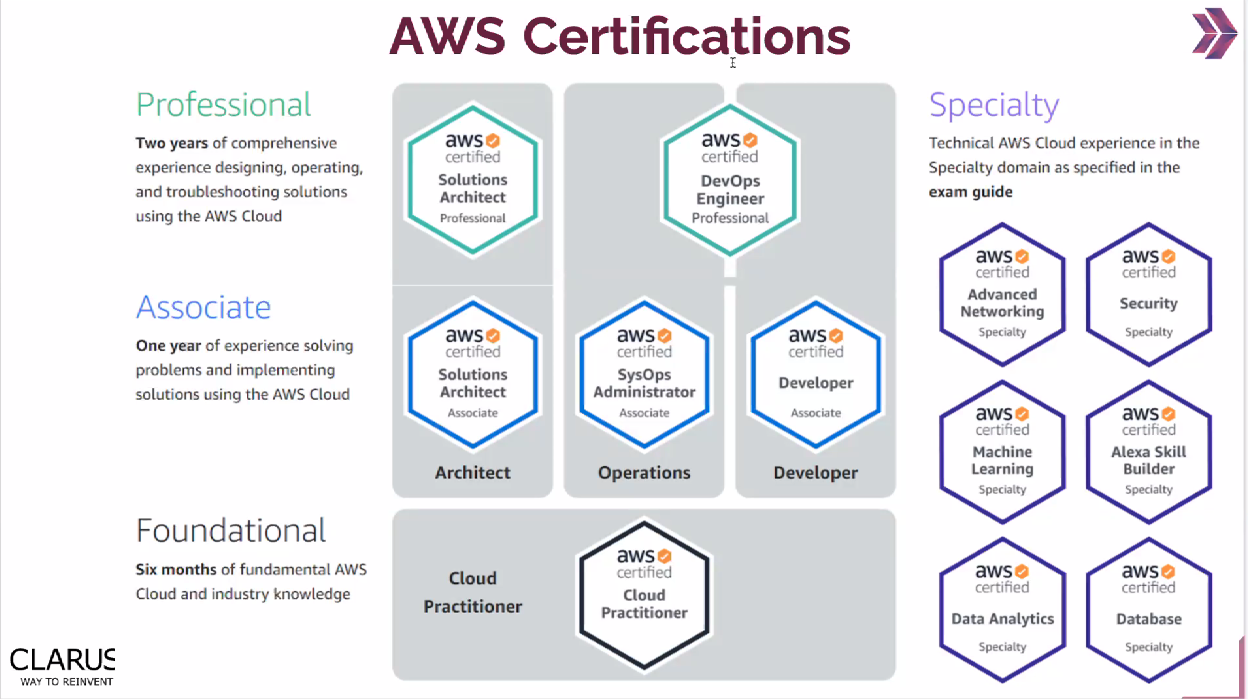 AWS Certifications
Professional
Two years of comprehensive
experience designing, operating,
and troubleshooting solutions
using the AWS Cloud
aws
certified
Solutions
Architect
Professional
aws
certified
DevOps
Engineer
Professional
Associate
One year of experience solving
problems and implementing
solutions using the AWS Cloud
aws
certified
Solutions
Architect
Associate
aws
certified
SysOps
Administrator
Associate
aws
certified
Developer
Associate
Architect
Operations
Developer
Foundational
Six months of fundamental AWS
Cloud and industry knowledge
Cloud
Practitioner
aws
certified
Cloud
Practitioner
Specialty
Technical AWS Cloud experience in the
Specialty domain as specified in the
exam guide
aws
certified
Advanced
Networking
Specialty
aws
certified
Security
Specialty
aws
certified
Machine
Learning
Specialty
aws
certified
Alexa Skill
Builder
Specialty
aws
certified
Data Analytics
Specialty
aws
certified
Database
Specialty
CLARUS
WAY TO REINVENT